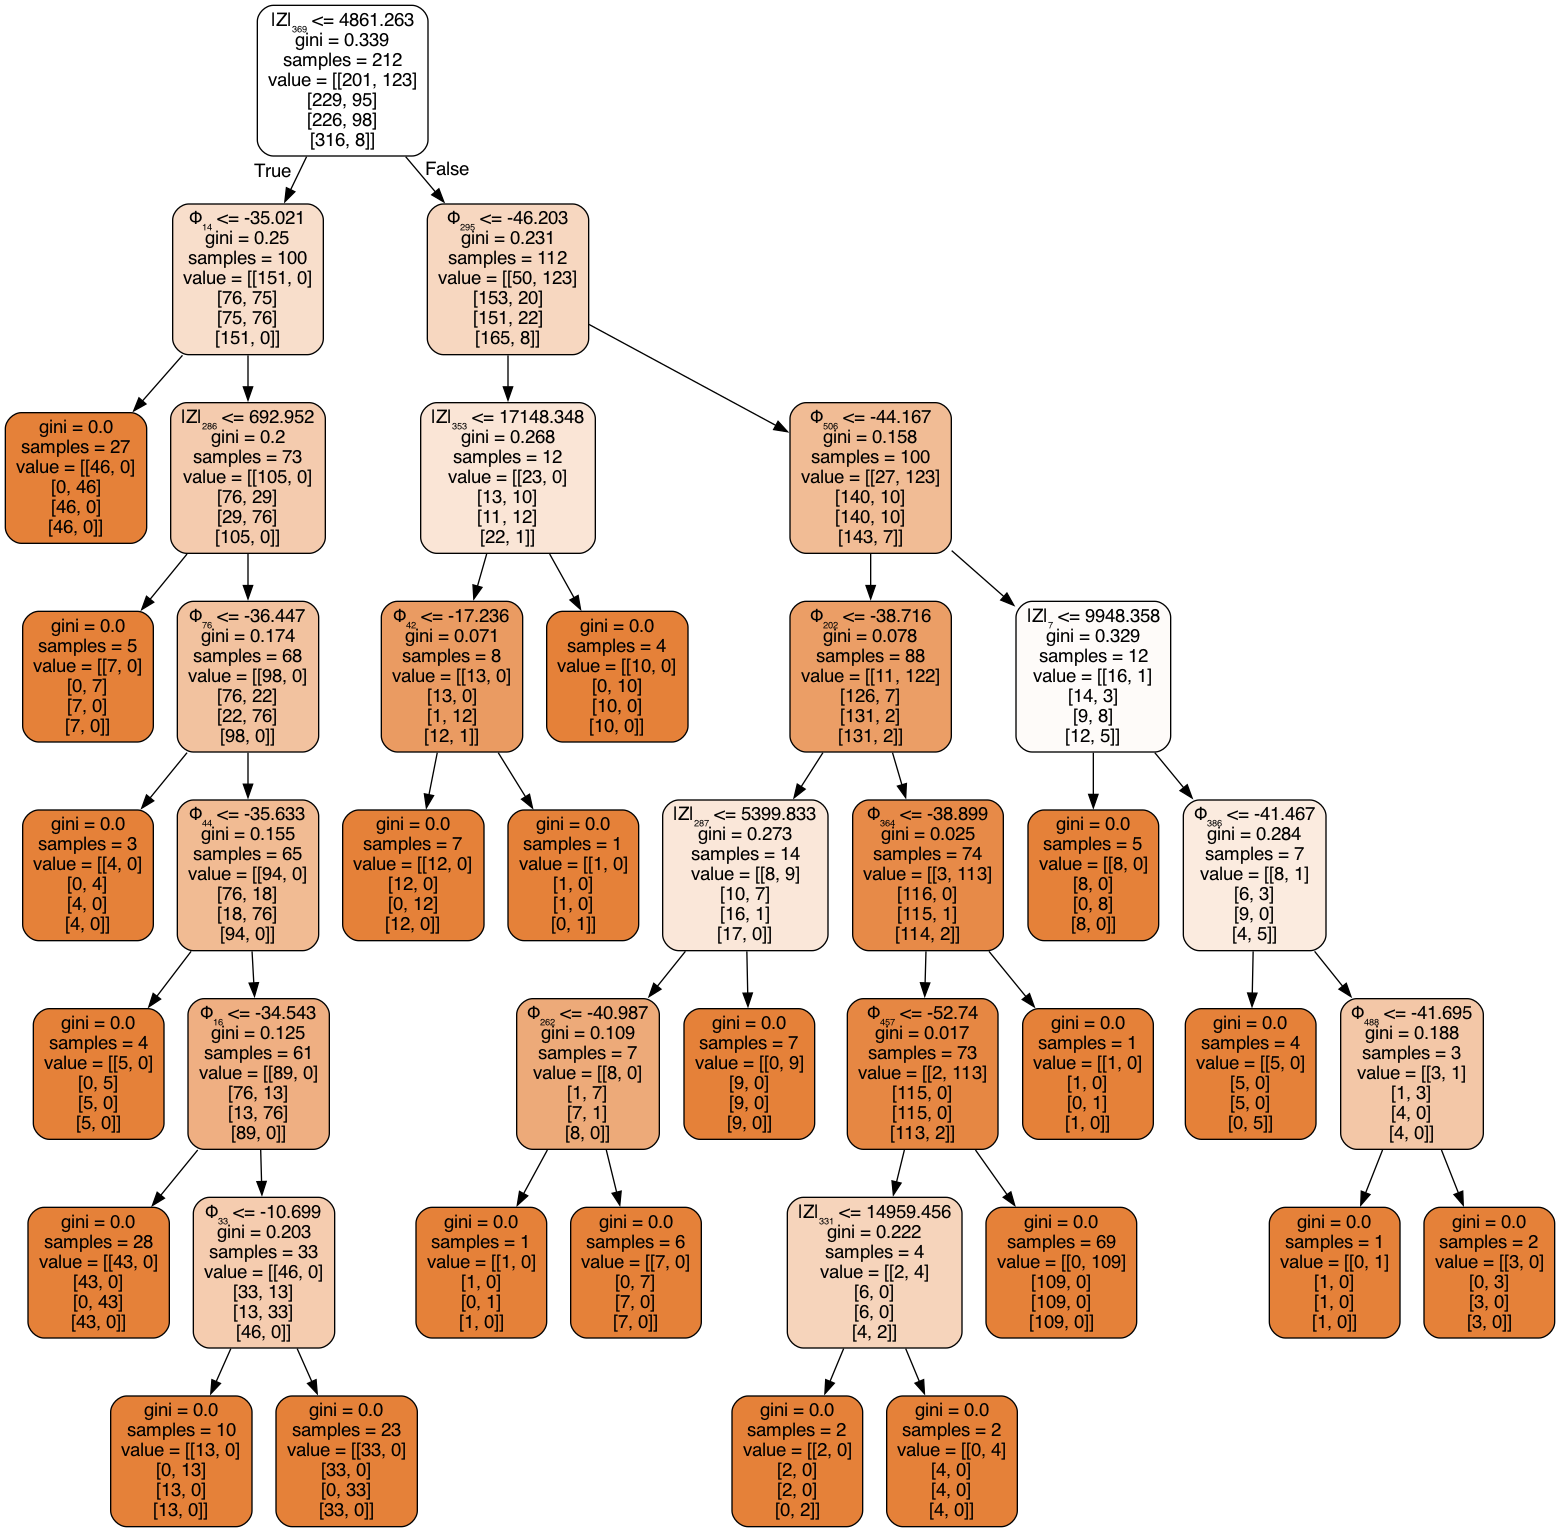 |Z|₃₆₉ <= 4861.263
gini = 0.339
samples = 212
value = [[201, 123]
[229, 95]
[226, 98]
[316, 8]]
True
False
Φ₁₄ <= -35.021
gini = 0.25
samples = 100
value = [[151, 0]
[76, 75]
[75, 76]
[151, 0]]
Φ₂₉₅ <= -46.203
gini = 0.231
samples = 112
value = [[50, 123]
[153, 20]
[151, 22]
[165, 8]]
gini = 0.0
samples = 27
value = [[46, 0]
[0, 46]
[46, 0]
[46, 0]]
|Z|₂₈₆ <= 692.952
gini = 0.2
samples = 73
value = [[105, 0]
[76, 29]
[29, 76]
[105, 0]]
|Z|₃₅₃ <= 17148.348
gini = 0.268
samples = 12
value = [[23, 0]
[13, 10]
[11, 12]
[22, 1]]
Φ₅₀₆ <= -44.167
gini = 0.158
samples = 100
value = [[27, 123]
[140, 10]
[140, 10]
[143, 7]]
gini = 0.0
samples = 5
value = [[7, 0]
[0, 7]
[7, 0]
[7, 0]]
Φ₇₆ <= -36.447
gini = 0.174
samples = 68
value = [[98, 0]
[76, 22]
[22, 76]
[98, 0]]
Φ₄₂ <= -17.236
gini = 0.071
samples = 8
value = [[13, 0]
[13, 0]
[1, 12]
[12, 1]]
gini = 0.0
samples = 4
value = [[10, 0]
[0, 10]
[10, 0]
[10, 0]]
Φ₂₀₂ <= -38.716
gini = 0.078
samples = 88
value = [[11, 122]
[126, 7]
[131, 2]
[131, 2]]
|Z|₇ <= 9948.358
gini = 0.329
samples = 12
value = [[16, 1]
[14, 3]
[9, 8]
[12, 5]]
gini = 0.0
samples = 3
value = [[4, 0]
[0, 4]
[4, 0]
[4, 0]]
Φ₄₄ <= -35.633
gini = 0.155
samples = 65
value = [[94, 0]
[76, 18]
[18, 76]
[94, 0]]
gini = 0.0
samples = 7
value = [[12, 0]
[12, 0]
[0, 12]
[12, 0]]
gini = 0.0
samples = 1
value = [[1, 0]
[1, 0]
[1, 0]
[0, 1]]
|Z|₂₈₇ <= 5399.833
gini = 0.273
samples = 14
value = [[8, 9]
[10, 7]
[16, 1]
[17, 0]]
Φ₃₆₄ <= -38.899
gini = 0.025
samples = 74
value = [[3, 113]
[116, 0]
[115, 1]
[114, 2]]
gini = 0.0
samples = 5
value = [[8, 0]
[8, 0]
[0, 8]
[8, 0]]
Φ₃₈₆ <= -41.467
gini = 0.284
samples = 7
value = [[8, 1]
[6, 3]
[9, 0]
[4, 5]]
gini = 0.0
samples = 4
value = [[5, 0]
[0, 5]
[5, 0]
[5, 0]]
Φ₁₆ <= -34.543
gini = 0.125
samples = 61
value = [[89, 0]
[76, 13]
[13, 76]
[89, 0]]
Φ₂₆₂ <= -40.987
gini = 0.109
samples = 7
value = [[8, 0]
[1, 7]
[7, 1]
[8, 0]]
gini = 0.0
samples = 7
value = [[0, 9]
[9, 0]
[9, 0]
[9, 0]]
Φ₄₅₇ <= -52.74
gini = 0.017
samples = 73
value = [[2, 113]
[115, 0]
[115, 0]
[113, 2]]
gini = 0.0
samples = 1
value = [[1, 0]
[1, 0]
[0, 1]
[1, 0]]
gini = 0.0
samples = 4
value = [[5, 0]
[5, 0]
[5, 0]
[0, 5]]
Φ₄₈₈ <= -41.695
gini = 0.188
samples = 3
value = [[3, 1]
[1, 3]
[4, 0]
[4, 0]]
gini = 0.0
samples = 28
value = [[43, 0]
[43, 0]
[0, 43]
[43, 0]]
Φ₃₃ <= -10.699
gini = 0.203
samples = 33
value = [[46, 0]
[33, 13]
[13, 33]
[46, 0]]
gini = 0.0
samples = 1
value = [[1, 0]
[1, 0]
[0, 1]
[1, 0]]
gini = 0.0
samples = 6
value = [[7, 0]
[0, 7]
[7, 0]
[7, 0]]
|Z|₃₃₁ <= 14959.456
gini = 0.222
samples = 4
value = [[2, 4]
[6, 0]
[6, 0]
[4, 2]]
gini = 0.0
samples = 69
value = [[0, 109]
[109, 0]
[109, 0]
[109, 0]]
gini = 0.0
samples = 1
value = [[0, 1]
[1, 0]
[1, 0]
[1, 0]]
gini = 0.0
samples = 2
value = [[3, 0]
[0, 3]
[3, 0]
[3, 0]]
gini = 0.0
samples = 10
value = [[13, 0]
[0, 13]
[13, 0]
[13, 0]]
gini = 0.0
samples = 23
value = [[33, 0]
[33, 0]
[0, 33]
[33, 0]]
gini = 0.0
samples = 2
value = [[2, 0]
[2, 0]
[2, 0]
[0, 2]]
gini = 0.0
samples = 2
value = [[0, 4]
[4, 0]
[4, 0]
[4, 0]]